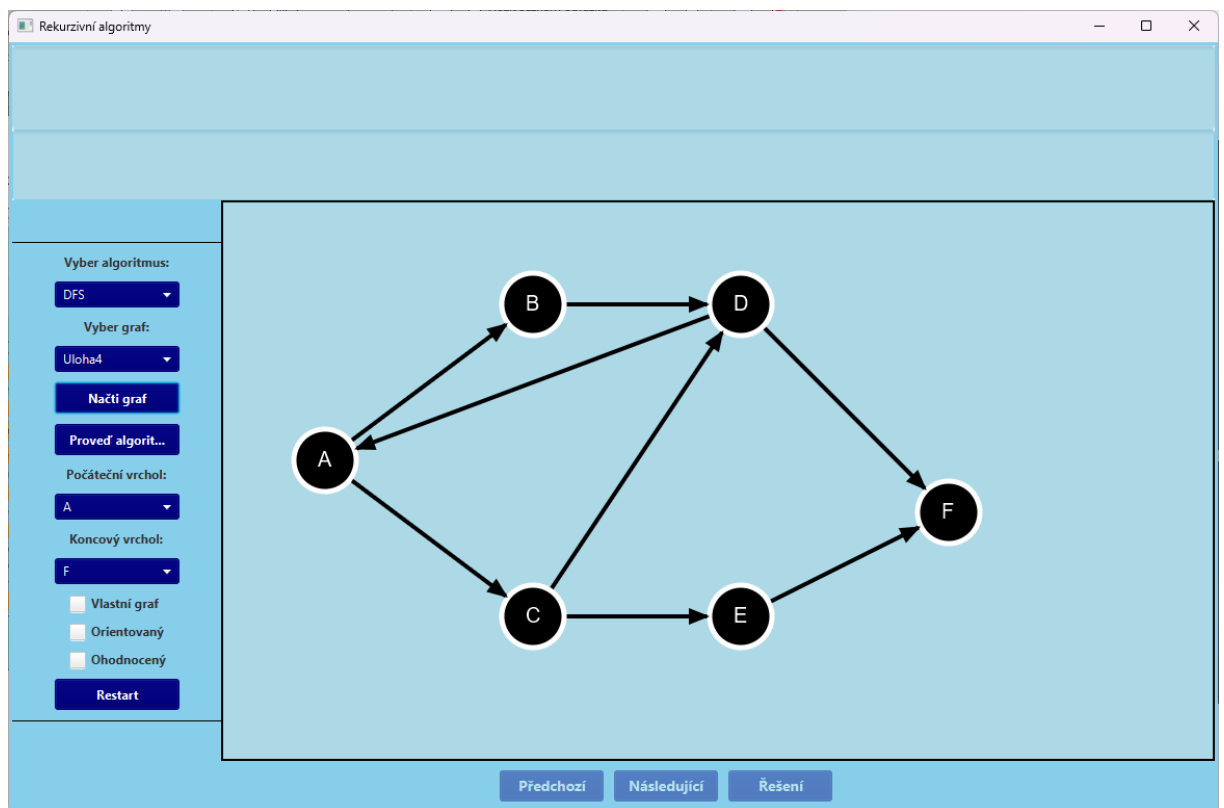 Rekurzivní algoritmy
Vyber algoritmus:
DFS
Vyber graf:
Uloha4
Načti graf
Proveď algorit...
Počáteční vrchol:
A
Koncový vrchol:
F
Vlastní graf
Orientovaný
Ohodnocený
Restart
B
D
A
F
C
E
Předchozí
Následující
Řešení